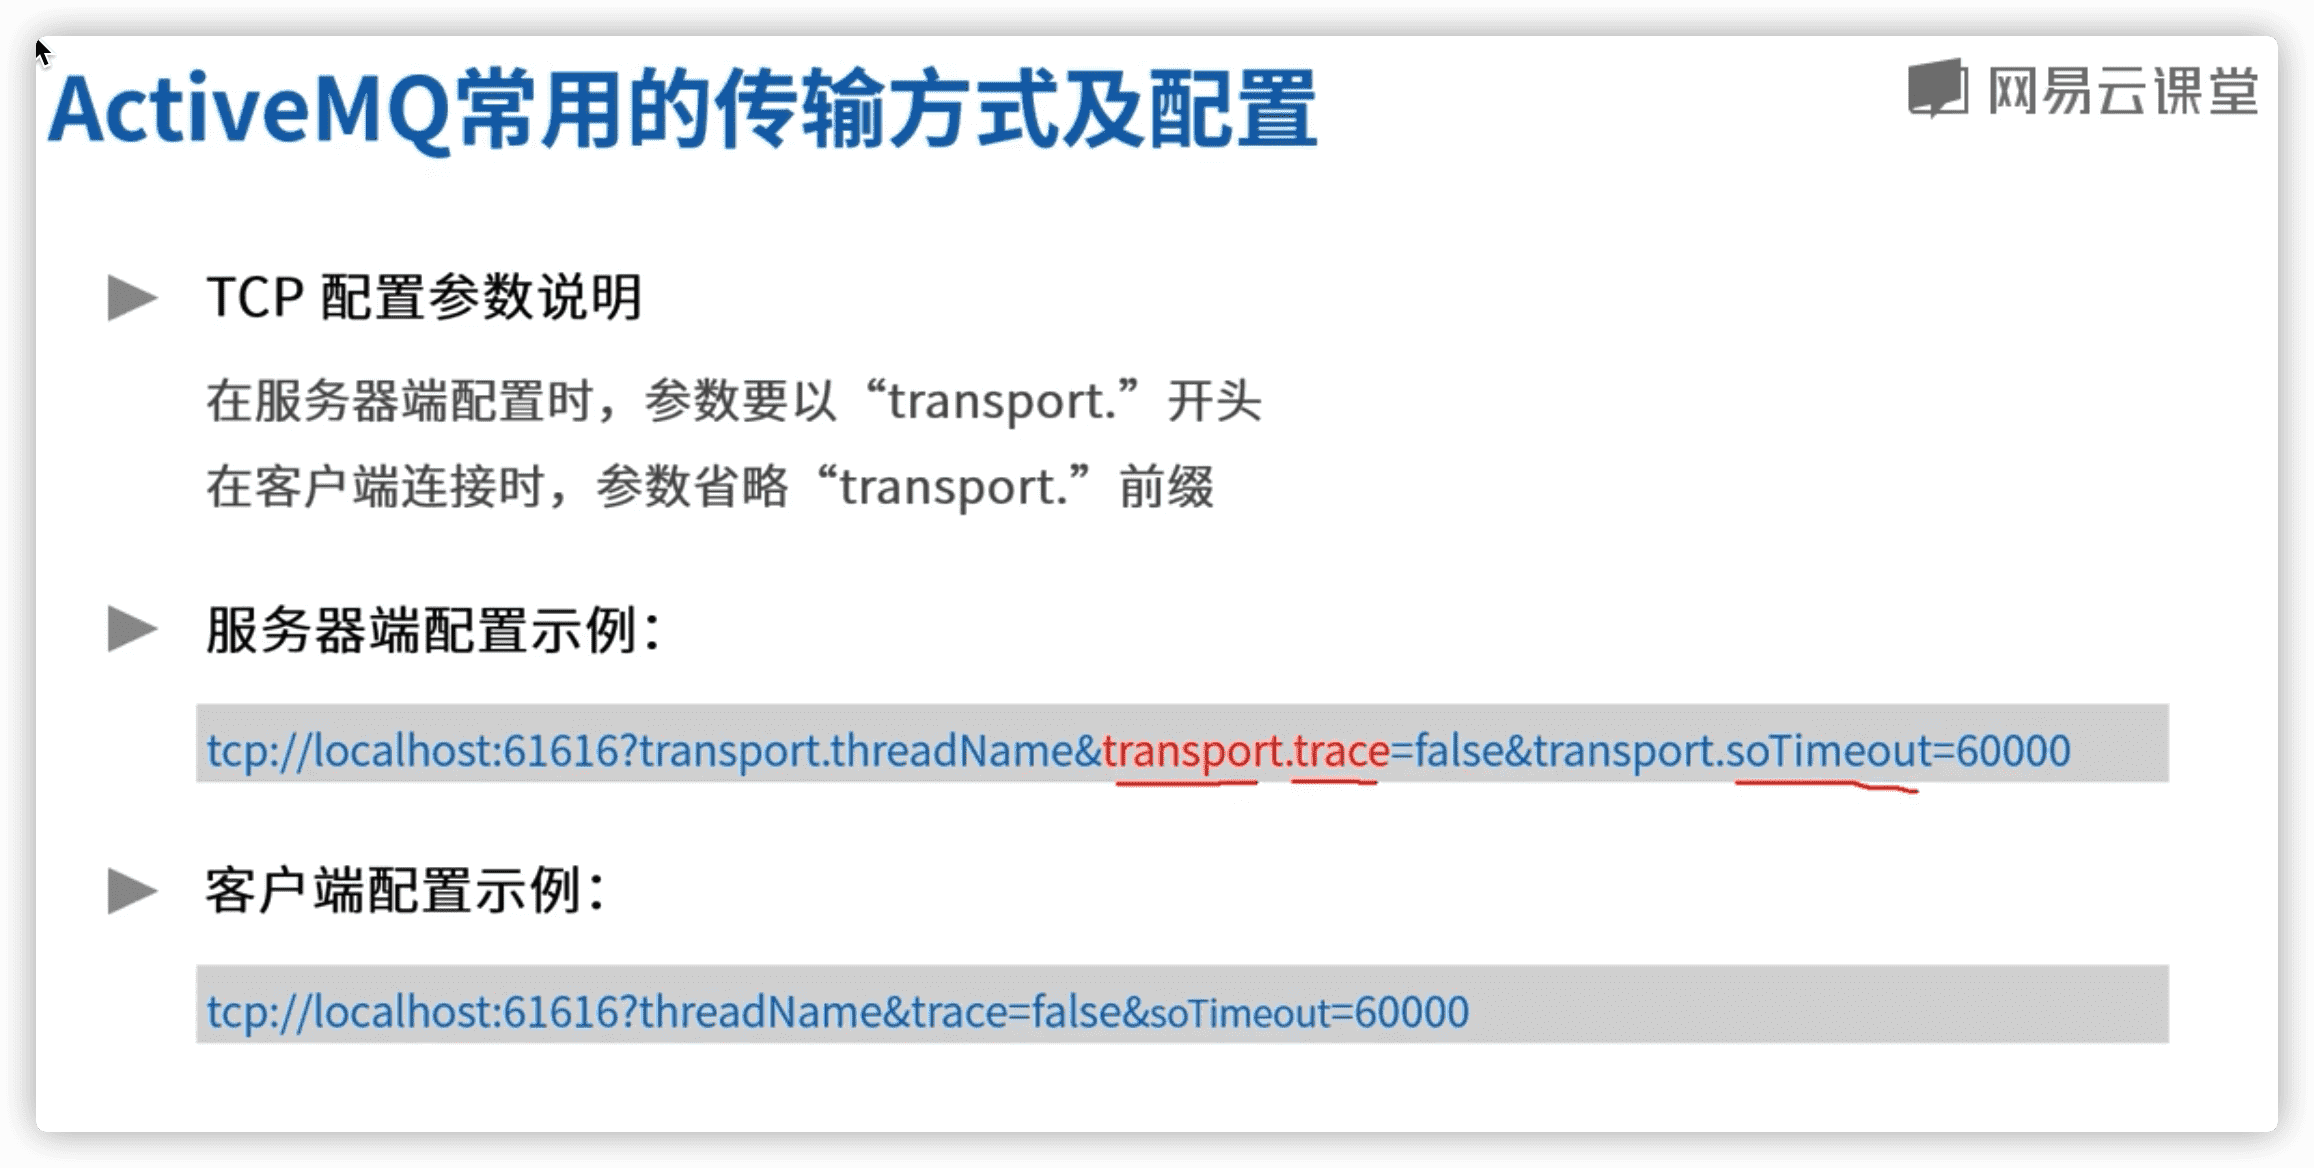 ActiveMQ常用的传输方式及配置
网易云课堂
TCP 配置参数说明
在服务器端配置时，参数要以“transport.”开头
在客户端连接时，参数省略“transport.”前缀
服务器端配置示例：
tcp://localhost:61616?transport.threadName&transport.trace=false&transport.soTimeout=60000
客户端配置示例：
tcp://localhost:61616?threadName&trace=false&soTimeout=60000